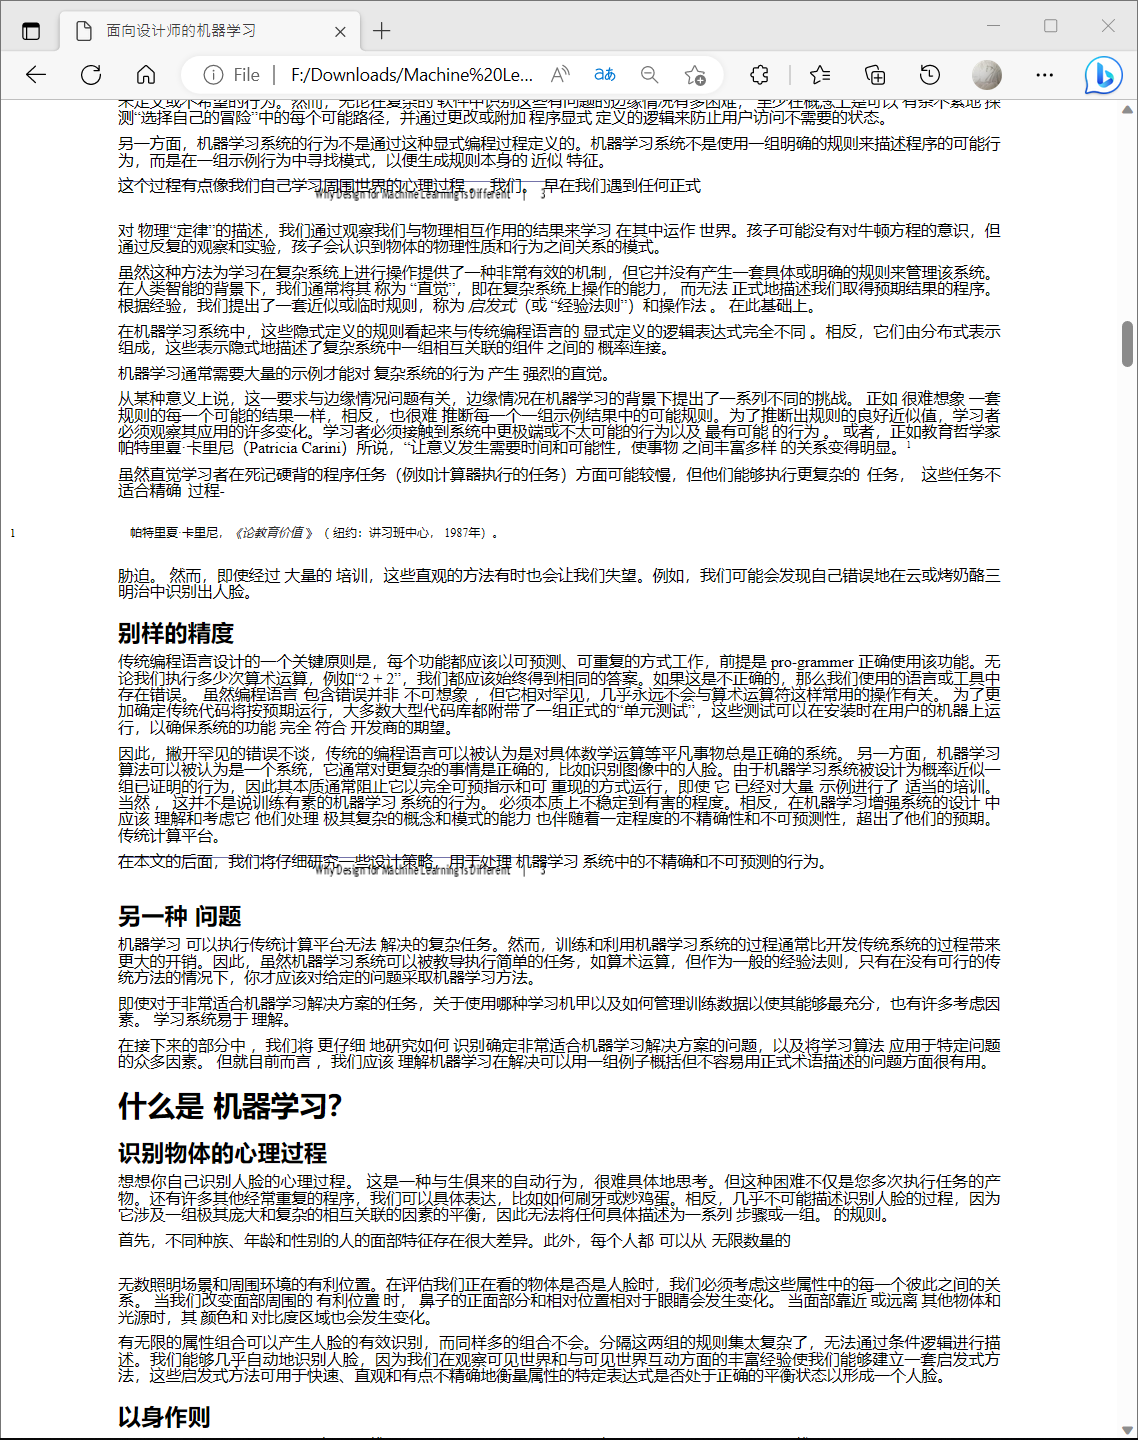 面向设计师的机器学习
File
F:/Downloads/Machine%20Le...
未定义或不希望的行为。然而，无论在复杂的 软件中识别这些有问题的边缘情况有多困难， 至少在概念上是可以 有条不紊地 探
测“选择自己的冒险”中的每个可能路径，并通过更改或附加 程序显式 定义的逻辑来防止用户访问不需要的状态。
另一方面，机器学习系统的行为不是通过这种显式编程过程定义的。机器学习系统不是使用一组明确的规则来描述程序的可能行
为，而是在一组示例行为中寻找模式，以便生成规则本身的 近似 特征。
这个过程有点像我们自己学习周围世界的心理过程 。 我们。 早在我们遇到任何正式
Why Design for Machine Learning is Different | 3
对 物理“定律”的描述，我们通过观察我们与物理相互作用的结果来学习 在其中运作 世界。孩子可能没有对牛顿方程的意识，但
通过反复的观察和实验，孩子会认识到物体的物理性质和行为之间关系的模式。
虽然这种方法为学习在复杂系统上进行操作提供了一种非常有效的机制，但它并没有产生一套具体或明确的规则来管理该系统。
在人类智能的背景下，我们通常将其 称为 “直觉”，即在复杂系统上操作的能力， 而无法 正式地描述我们取得预期结果的程序。
根据经验，我们提出了一套近似或临时规则，称为 启发式（或 “经验法则”）和操作法 。 在此基础上。
在机器学习系统中，这些隐式定义的规则看起来与传统编程语言的 显式定义的逻辑表达式完全不同 。相反，它们由分布式表示
组成，这些表示隐式地描述了复杂系统中一组相互关联的组件 之间的 概率连接。
机器学习通常需要大量的示例才能对 复杂系统的行为 产生 强烈的直觉。
从某种意义上说，这一要求与边缘情况问题有关，边缘情况在机器学习的背景下提出了一系列不同的挑战。 正如 很难想象 一套
规则的每一个可能的结果一样，相反，也很难 推断每一个一组示例结果中的可能规则。为了推断出规则的良好近似值，学习者
必须观察其应用的许多变化。学习者必须接触到系统中更极端或不太可能的行为以及 最有可能 的行为 。 或者，正如教育哲学家
帕特里夏·卡里尼（Patricia Carini）所说，“让意义发生需要时间和可能性，使事物 之间丰富多样 的关系变得明显。 1
虽然直觉学习者在死记硬背的程序任务（例如计算器执行的任务）方面可能较慢，但他们能够执行更复杂的 任务， 这些任务不
适合精确 过程-
1 帕特里夏·卡里尼，《论教育价值 》（ 纽约：讲习班中心， 1987年）。
胁迫。 然而，即使经过 大量的 培训，这些直观的方法有时也会让我们失望。例如，我们可能会发现自己错误地在云或烤奶酪三
明治中识别出人脸。
别样的精度
传统编程语言设计的一个关键原则是，每个功能都应该以可预测、可重复的方式工作，前提是 pro-grammer 正确使用该功能。无
论我们执行多少次算术运算，例如“2 + 2”，我们都应该始终得到相同的答案。如果这是不正确的，那么我们使用的语言或工具中
存在错误。 虽然编程语言 包含错误并非 不可想象 ，但它相对罕见，几乎永远不会与算术运算符这样常用的操作有关。 为了更
加确定传统代码将按预期运行，大多数大型代码库都附带了一组正式的“单元测试”，这些测试可以在安装时在用户的机器上运
行，以确保系统的功能 完全 符合 开发商的期望。
因此，撇开罕见的错误不谈，传统的编程语言可以被认为是对具体数学运算等平凡事物总是正确的系统。 另一方面，机器学习
算法可以被认为是一个系统，它通常对更复杂的事情是正确的，比如识别图像中的人脸。由于机器学习系统被设计为概率近似一
组已证明的行为，因此其本质通常阻止它以完全可预指示和可 重现的方式运行，即使 它 已经对大量 示例进行了 适当的培训。
当然 ， 这并不是说训练有素的机器学习 系统的行为。 必须本质上不稳定到有害的程度。相反，在机器学习增强系统的设计 中
应该 理解和考虑它 他们处理 极其复杂的概念和模式的能力 也伴随着一定程度的不精确性和不可预测性，超出了他们的预期。
传统计算平台。
在本文的后面，我们将仔细研究一些设计策略，用于处理 机器学习 系统中的不精确和不可预测的行为。
Why Design for Machine Learning is Different | 3
另一种 问题
机器学习 可以执行传统计算平台无法 解决的复杂任务。然而，训练和利用机器学习系统的过程通常比开发传统系统的过程带来
更大的开销。因此，虽然机器学习系统可以被教导执行简单的任务，如算术运算，但作为一般的经验法则，只有在没有可行的传
统方法的情况下，你才应该对给定的问题采取机器学习方法。
即使对于非常适合机器学习解决方案的任务，关于使用哪种学习机甲以及如何管理训练数据以使其能够最充分，也有许多考虑因
素。 学习系统易于 理解。
在接下来的部分中 ，我们将 更仔细 地研究如何 识别确定非常适合机器学习解决方案的问题，以及将学习算法 应用于特定问题
的众多因素。 但就目前而言 ，我们应该 理解机器学习在解决可以用一组例子概括但不容易用正式术语描述的问题方面很有用。
什么是 机器学习？
识别物体的心理过程
想想你自己识别人脸的心理过程。 这是一种与生俱来的自动行为，很难具体地思考。但这种困难不仅是您多次执行任务的产
物。还有许多其他经常重复的程序，我们可以具体表达，比如如何刷牙或炒鸡蛋。相反，几乎不可能描述识别人脸的过程，因为
它涉及一组极其庞大和复杂的相互关联的因素的平衡，因此无法将任何具体描述为一系列 步骤或一组。 的规则。
首先，不同种族、年龄和性别的人的面部特征存在很大差异。此外，每个人都 可以从 无限数量的
无数照明场景和周围环境的有利位置。在评估我们正在看的物体是否是人脸时，我们必须考虑这些属性中的每一个彼此之间的关
系。 当我们改变面部周围的 有利位置 时， 鼻子的正面部分和相对位置相对于眼睛会发生变化。 当面部靠近 或远离 其他物体和
光源时，其 颜色和 对比度区域也会发生变化。
有无限的属性组合可以产生人脸的有效识别，而同样多的组合不会。分隔这两组的规则集太复杂了，无法通过条件逻辑进行描
述。我们能够几乎自动地识别人脸，因为我们在观察可见世界和与可见世界互动方面的丰富经验使我们能够建立一套启发式方
法，这些启发式方法可用于快速、直观和有点不精确地衡量属性的特定表达式是否处于正确的平衡状态以形成一个人脸。
以身作则